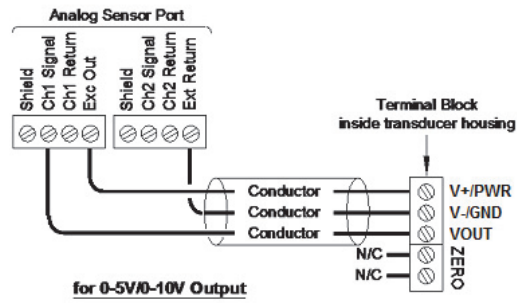 Analog Sensor Port
Shield
Ch1 Signal
Ch1 Return
Exc Out
Shield
Ch2 Signal
Ch2 Return
Ext Return
Terminal Block
inside transducer housing
Conductor
V+/PWR
Conductor
V-/GND
Conductor
VOUT
N/C
N/C
ZERO
for 0-5V/0-10V Output